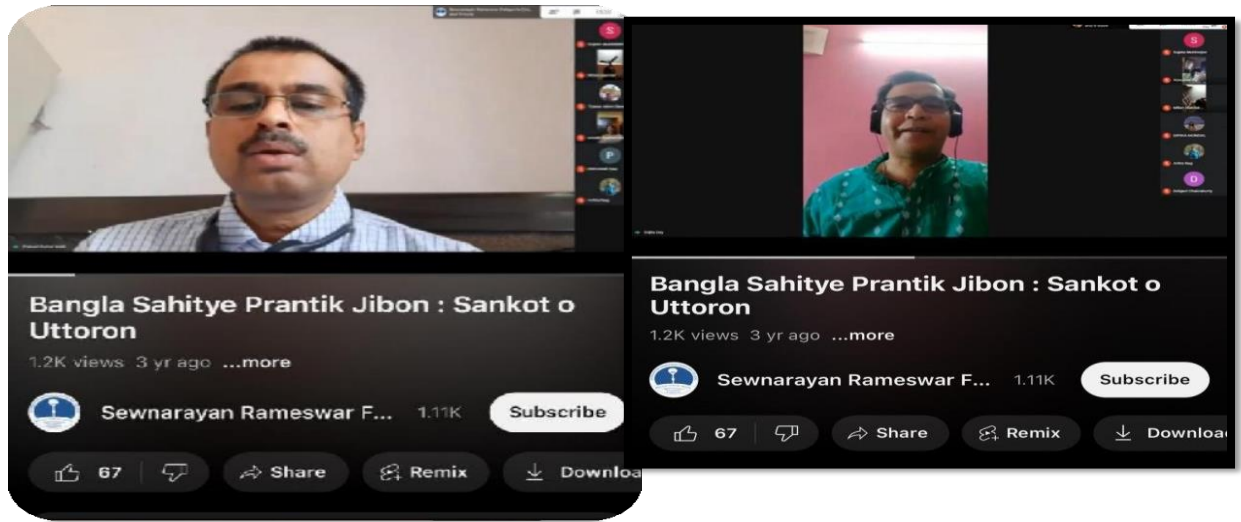 S
P
Bangla Sahitye Prantik Jibon : Sankot o
Uttoron
1.2K views 3 yr ago ...more
Sewnarayan Rameswar F... 1.11K Subscribe
67 Share Remix Downloa
S
D
Bangla Sahitye Prantik Jibon : Sankot o
Uttoron
1.2K views 3 yr ago ...more
Sewnarayan Rameswar F... 1.11K Subscribe
67 Share Remix Downloa